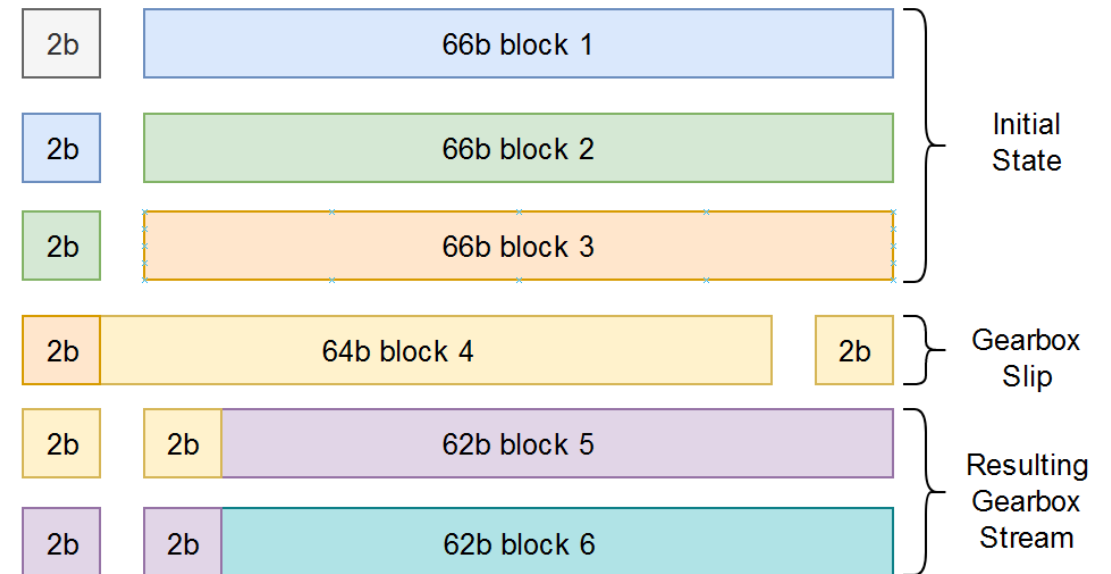 2b 66b block 1
2b 66b block 2
2b 66b block 3
Initial
State
2b 64b block 4 2b
Gearbox
Slip
2b 2b 62b block 5
2b 2b 62b block 6
Resulting
Gearbox
Stream